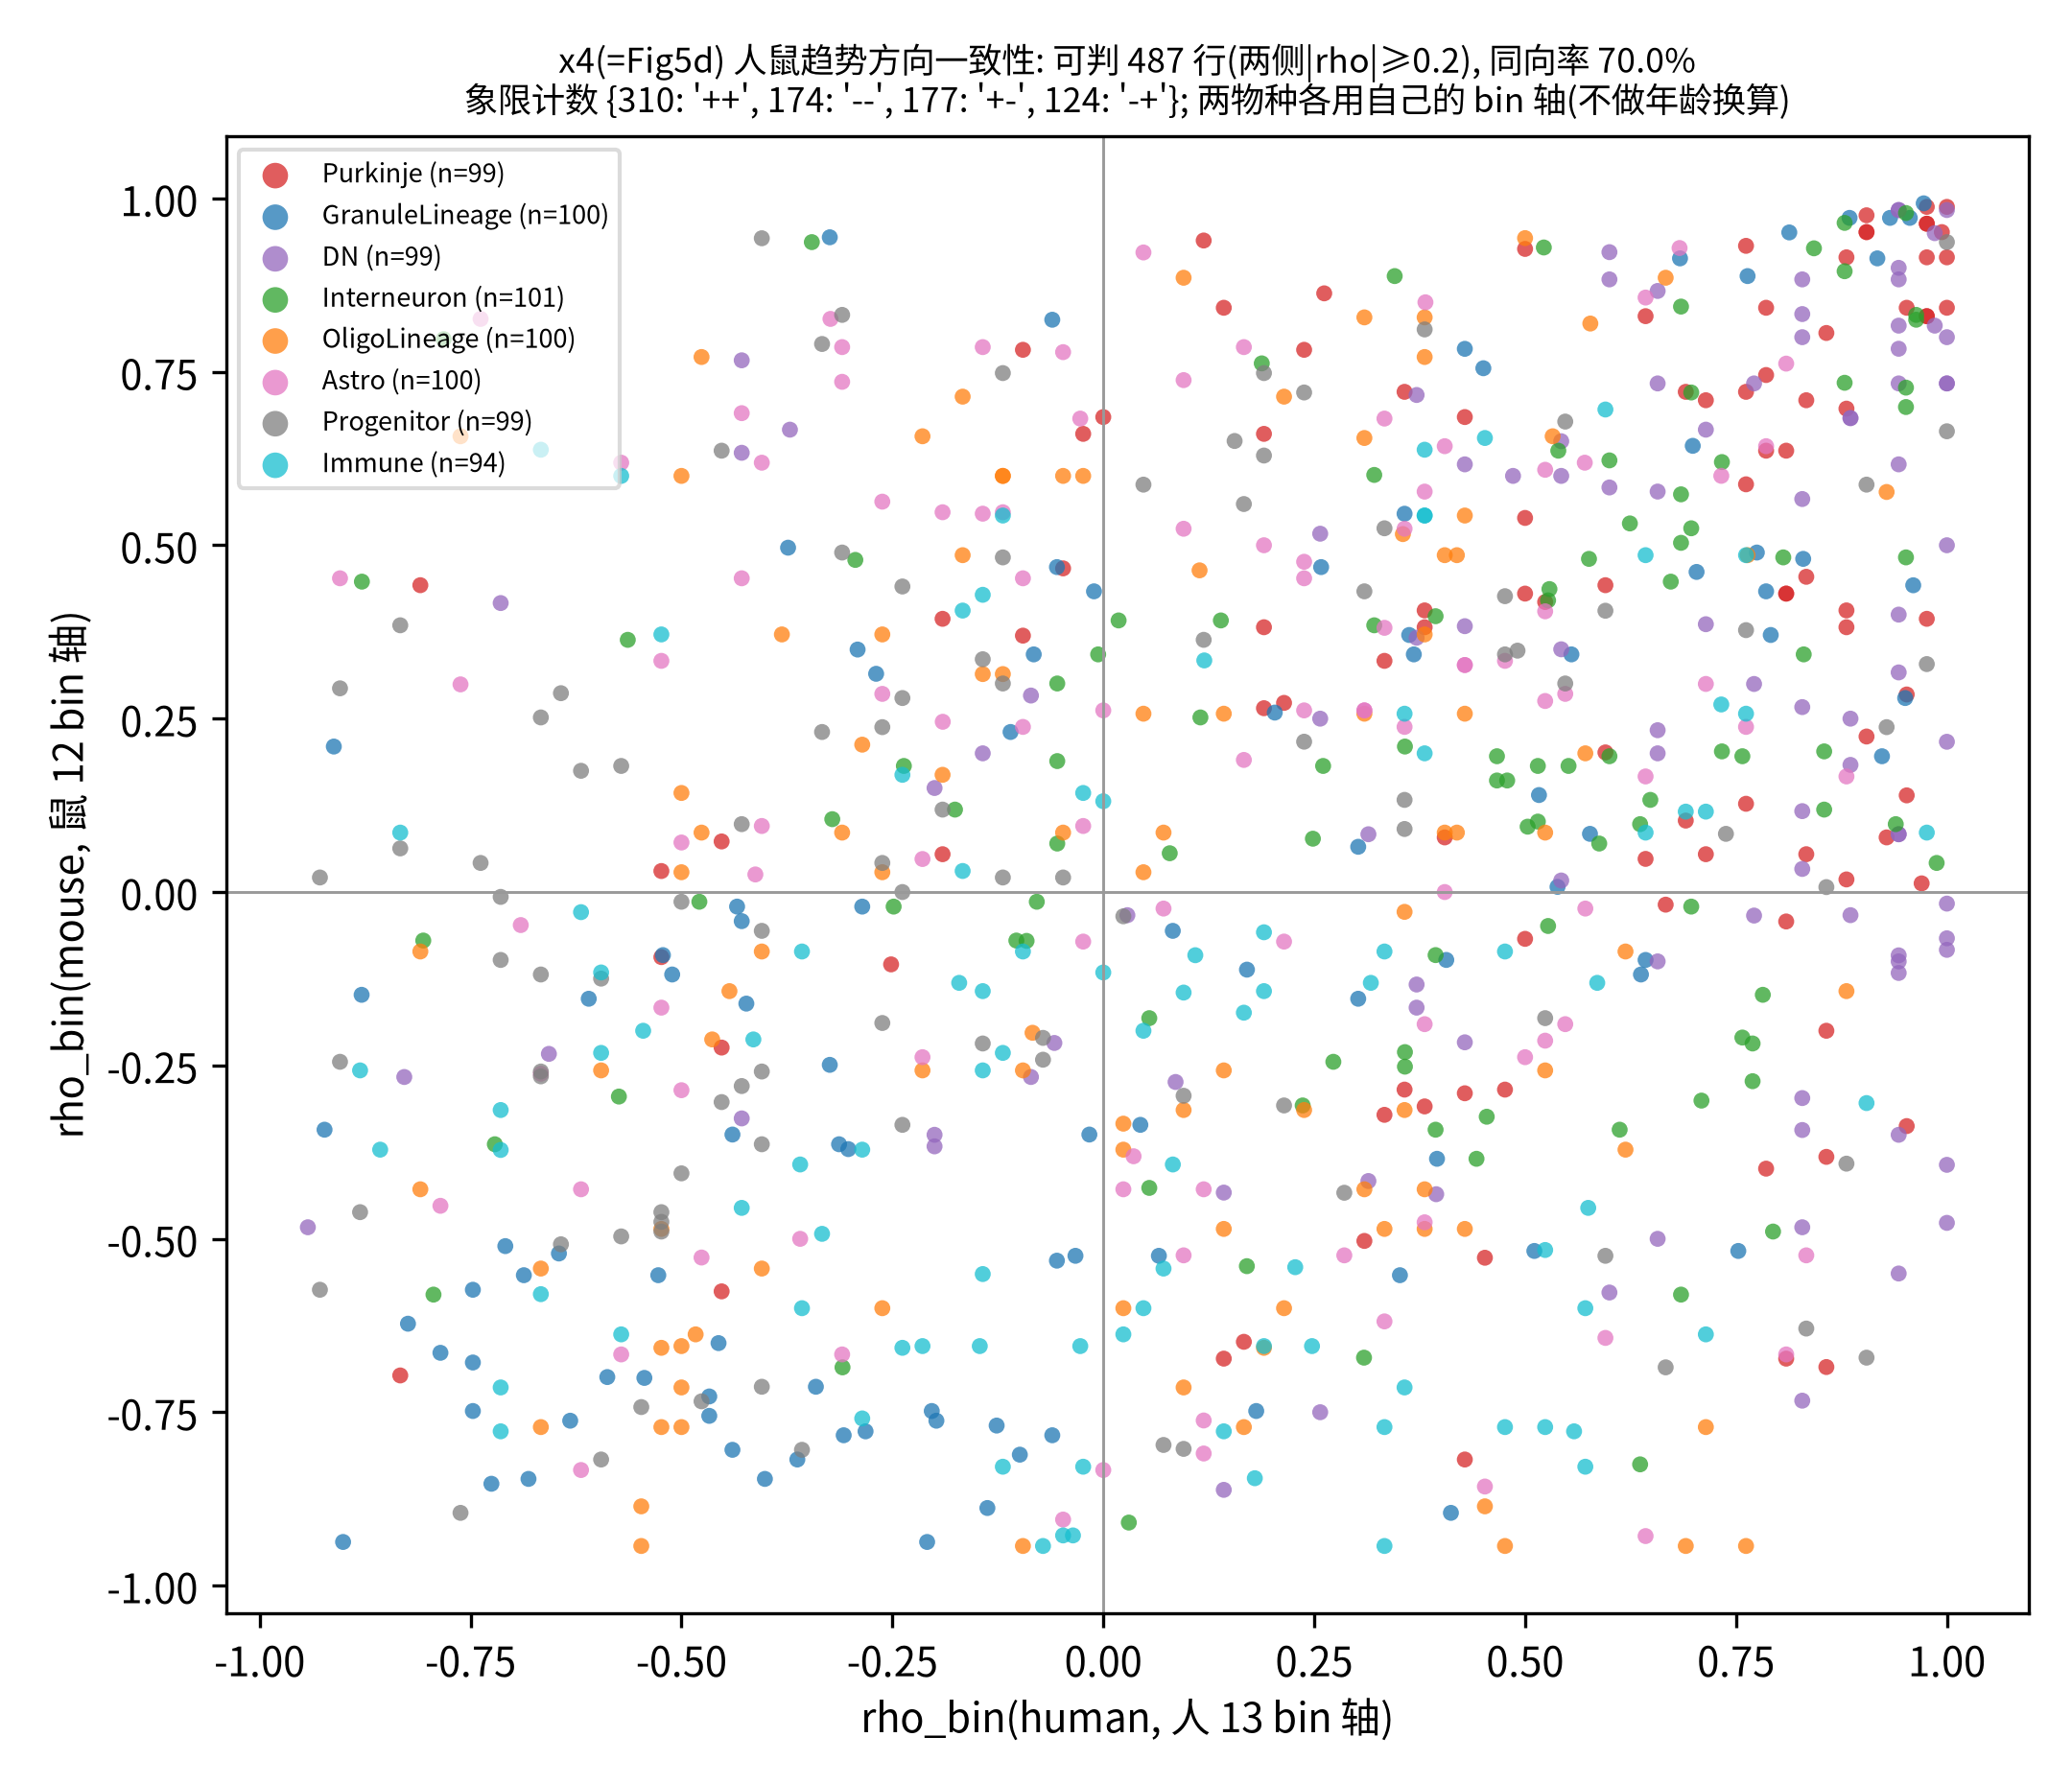 x4(=Fig5d) 人鼠趋势方向一致性: 可判 487 行(两侧|rho|≥0.2), 同向率 70.0%
象限计数 {310: '++', 174: '--', 177: '+-', 124: '-+'}; 两物种各用自己的 bin 轴(不做年龄换算)
Purkinje (n=99)
GranuleLineage (n=100)
DN (n=99)
Interneuron (n=101)
OligoLineage (n=100)
Astro (n=100)
Progenitor (n=99)
Immune (n=94)
rho_bin(mouse, 鼠 12 bin 轴)
1.00
0.75
0.50
0.25
0.00
-0.25
-0.50
-0.75
-1.00
-1.00 -0.75 -0.50 -0.25 0.00 0.25 0.50 0.75 1.00
rho_bin(human, 人 13 bin 轴)